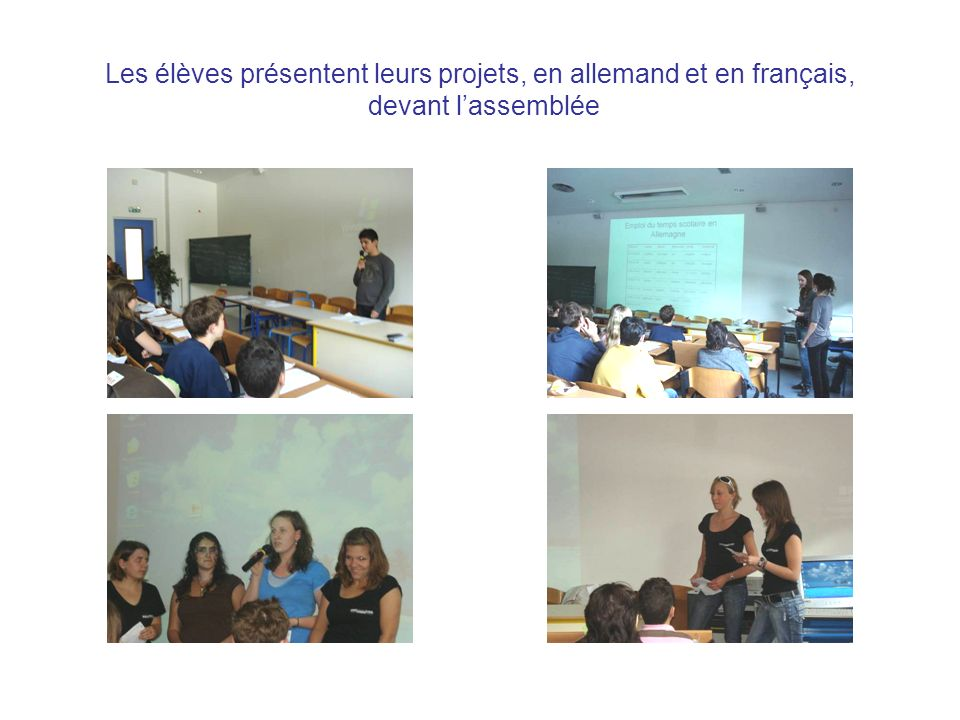 Les élèves présentent leurs projets, en allemand et en français,
devant l’assemblée
Emploi du temps scolaire en
Allemagne